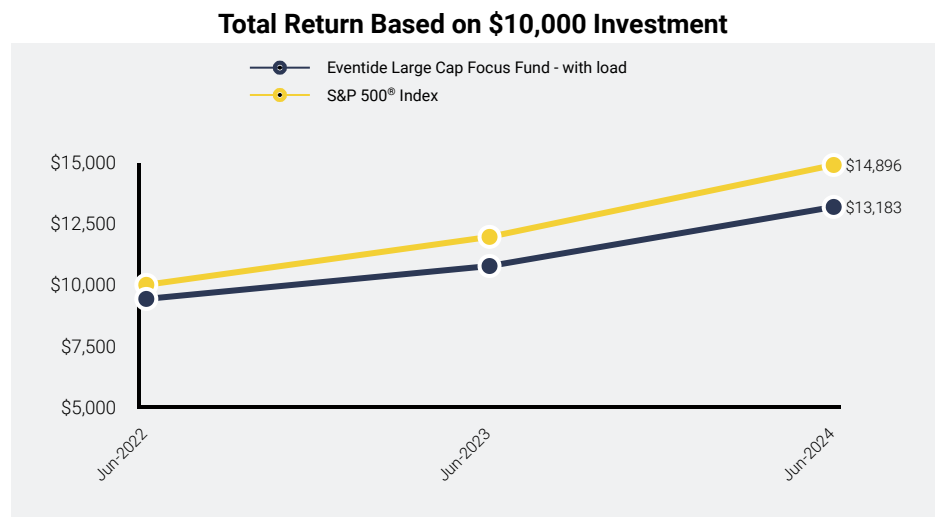 Total Return Based on $10,000 Investment
Eventide Large Cap Focus Fund - with load
S&P 500® Index
$15,000
$12,500
$10,000
$7,500
$5,000
$14,896
$13,183
Jun-2022
Jun-2023
Jun-2024